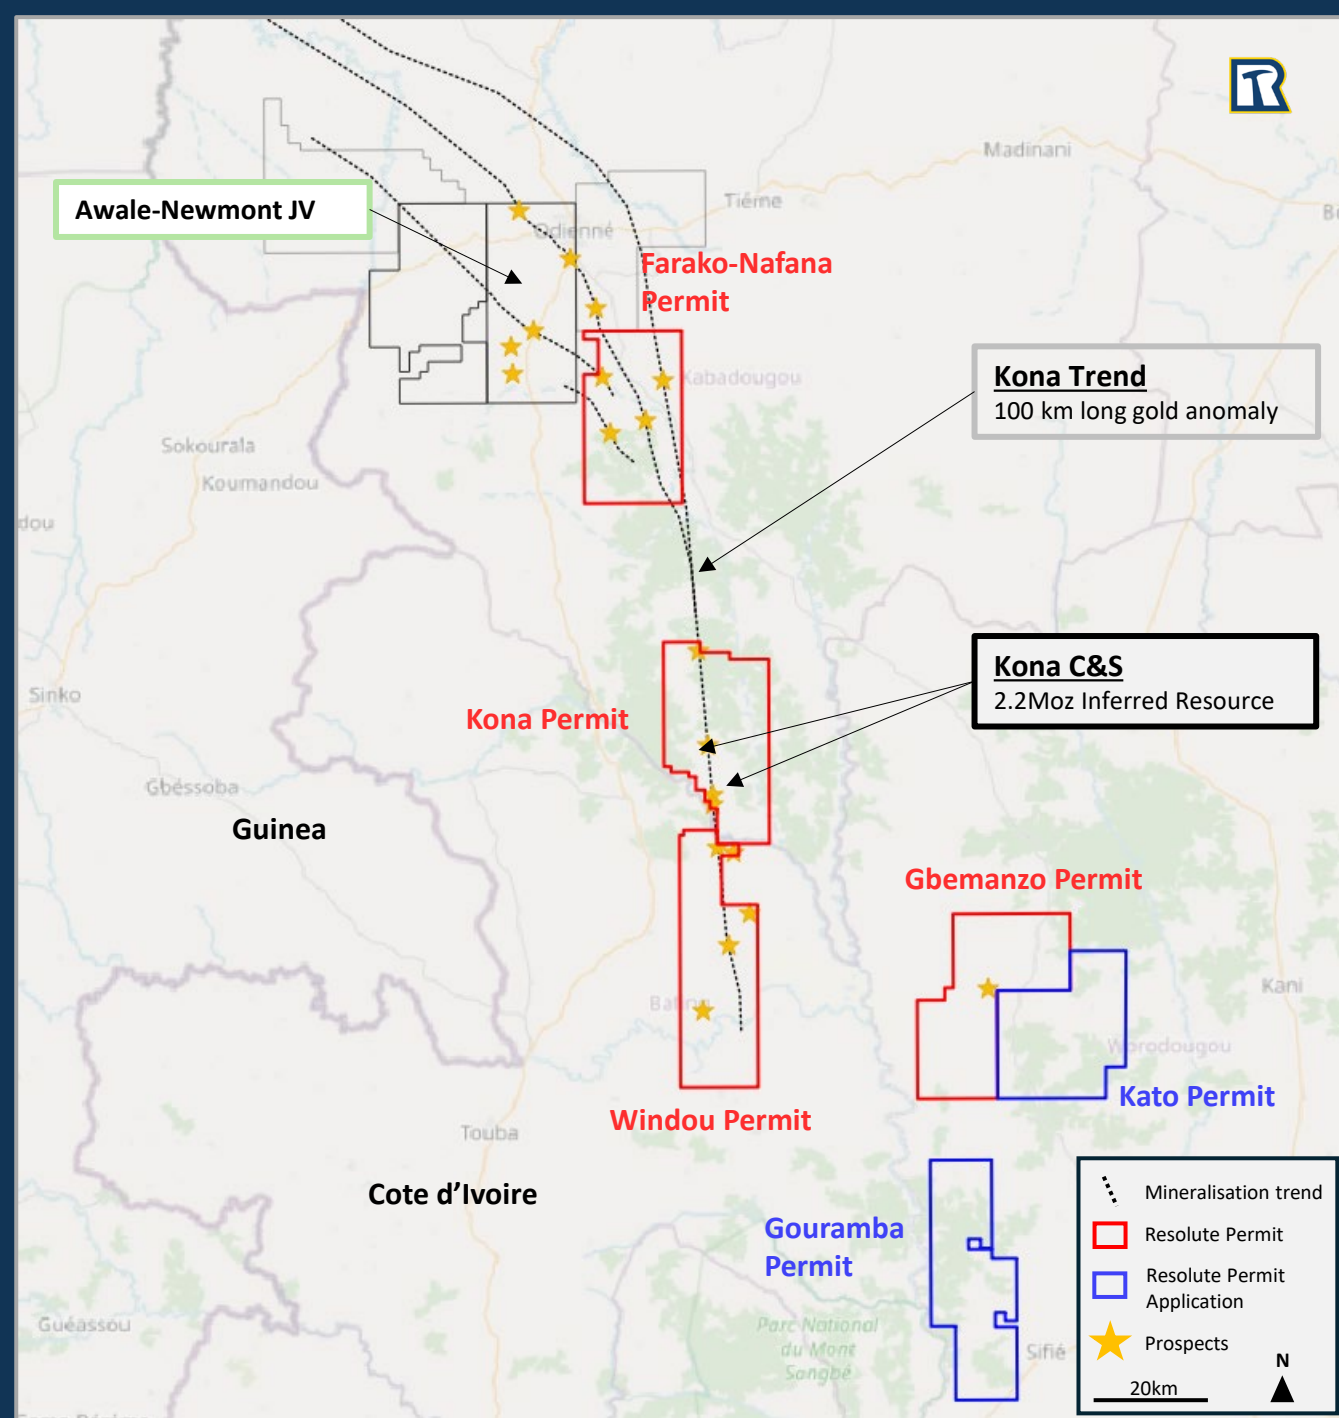 Madinani
Tiéme
Awale-Newmont JV
Odienné
Farako-Nafana
Permit
Kabadougou
Kona Trend
100 km long gold anomaly
Sokourala
Koumandou
dou
Kona C&S
2.2Moz Inferred Resource
Sinko
Kona Permit
Gbéssoba
Guinea
Gbemanzo Permit
Kani
Bafing
Worodougou
Kato Permit
Windou Permit
Touba
Cote d'Ivoire
Gouramba
Permit
Guéassou
Parc National
du Mont
Sangbé
Sifié
Mineralisation trend
Resolute Permit
Resolute Permit
Application
Prospects
N
20km